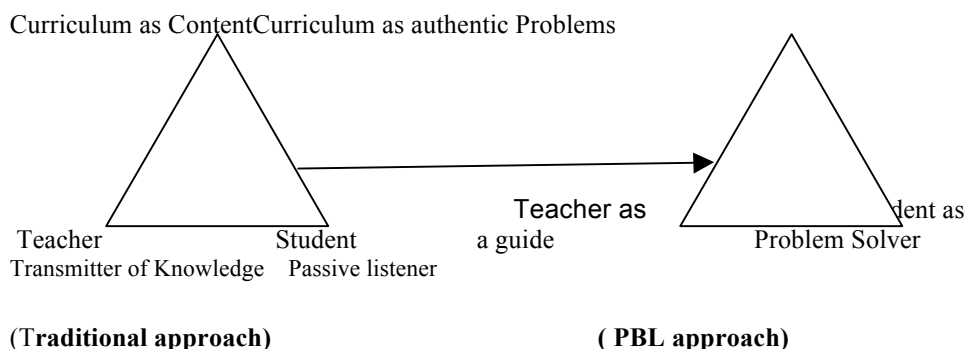 Curriculum as ContentCurriculum as authentic Problems
Teacher as dent as
Teacher Student a guide Problem Solver
Transmitter of Knowledge Passive listener
(Traditional approach) ( PBL approach)